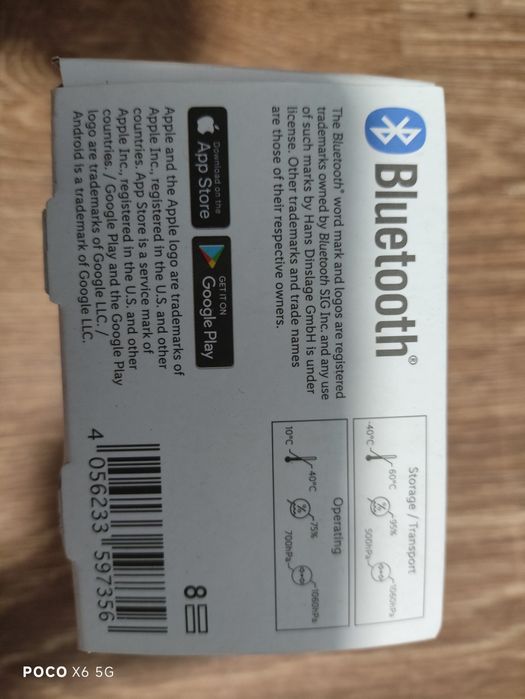 Bluetooth®
The Bluetooth® word mark and logos are registered
trademarks owned by Bluetooth SIG Inc. and any use
of such marks by Hans Dinslage GmbH is under
license. Other trademarks and trade names
are those of their respective owners.
Download on the
App Store
GET IT ON
Google Play
Apple and the Apple logo are trademarks of
Apple Inc., registered in the U.S. and other
countries. App Store is a service mark of
Apple Inc., registered in the U.S. and other
countries. / Google Play and the Google Play
logo are trademarks of Google LLC. /
Android is a trademark of Google LLC.
Storage / Transport
-40°C
60°C
%
95%
500hPa
1060hPa
Operating
10°C
40°C
%
75%
700hPa
1060hPa
8
4 056233 597356
POCO X6 5G